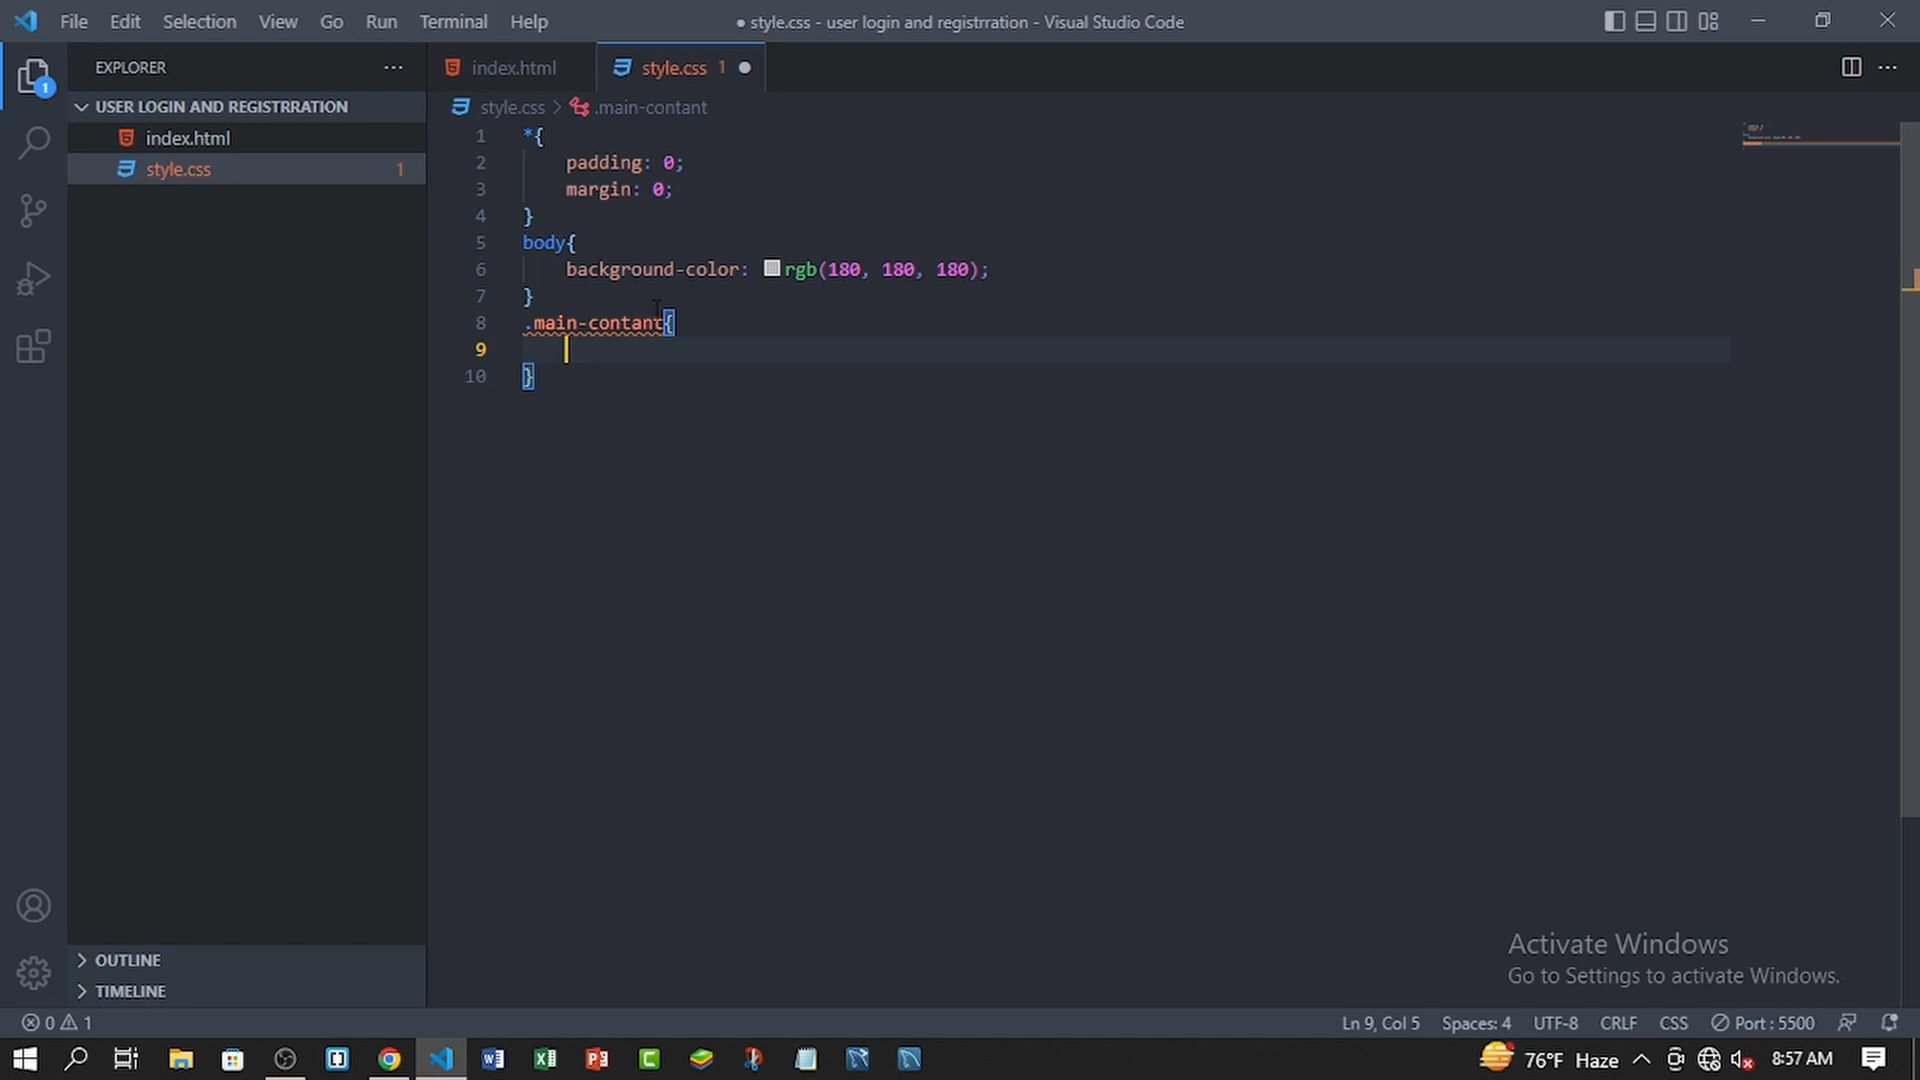 File Edit Selection View Go Run Terminal Help
● style.css - user login and registrration - Visual Studio Code
EXPLORER
USER LOGIN AND REGISTRRATION
index.html
style.css 1
1
index.html
style.css 1
style.css > .main-contant
1 *{
2 padding: 0;
3 margin: 0;
4 }
5 body{
6 background-color: rgb(180, 180, 180);
7 }
8 .main-contant{
9
10 }
OUTLINE
TIMELINE
Activate Windows
Go to Settings to activate Windows.
0 1
Ln 9, Col 5 Spaces: 4 UTF-8 CRLF CSS Port : 5500
76°F Haze 8:57 AM